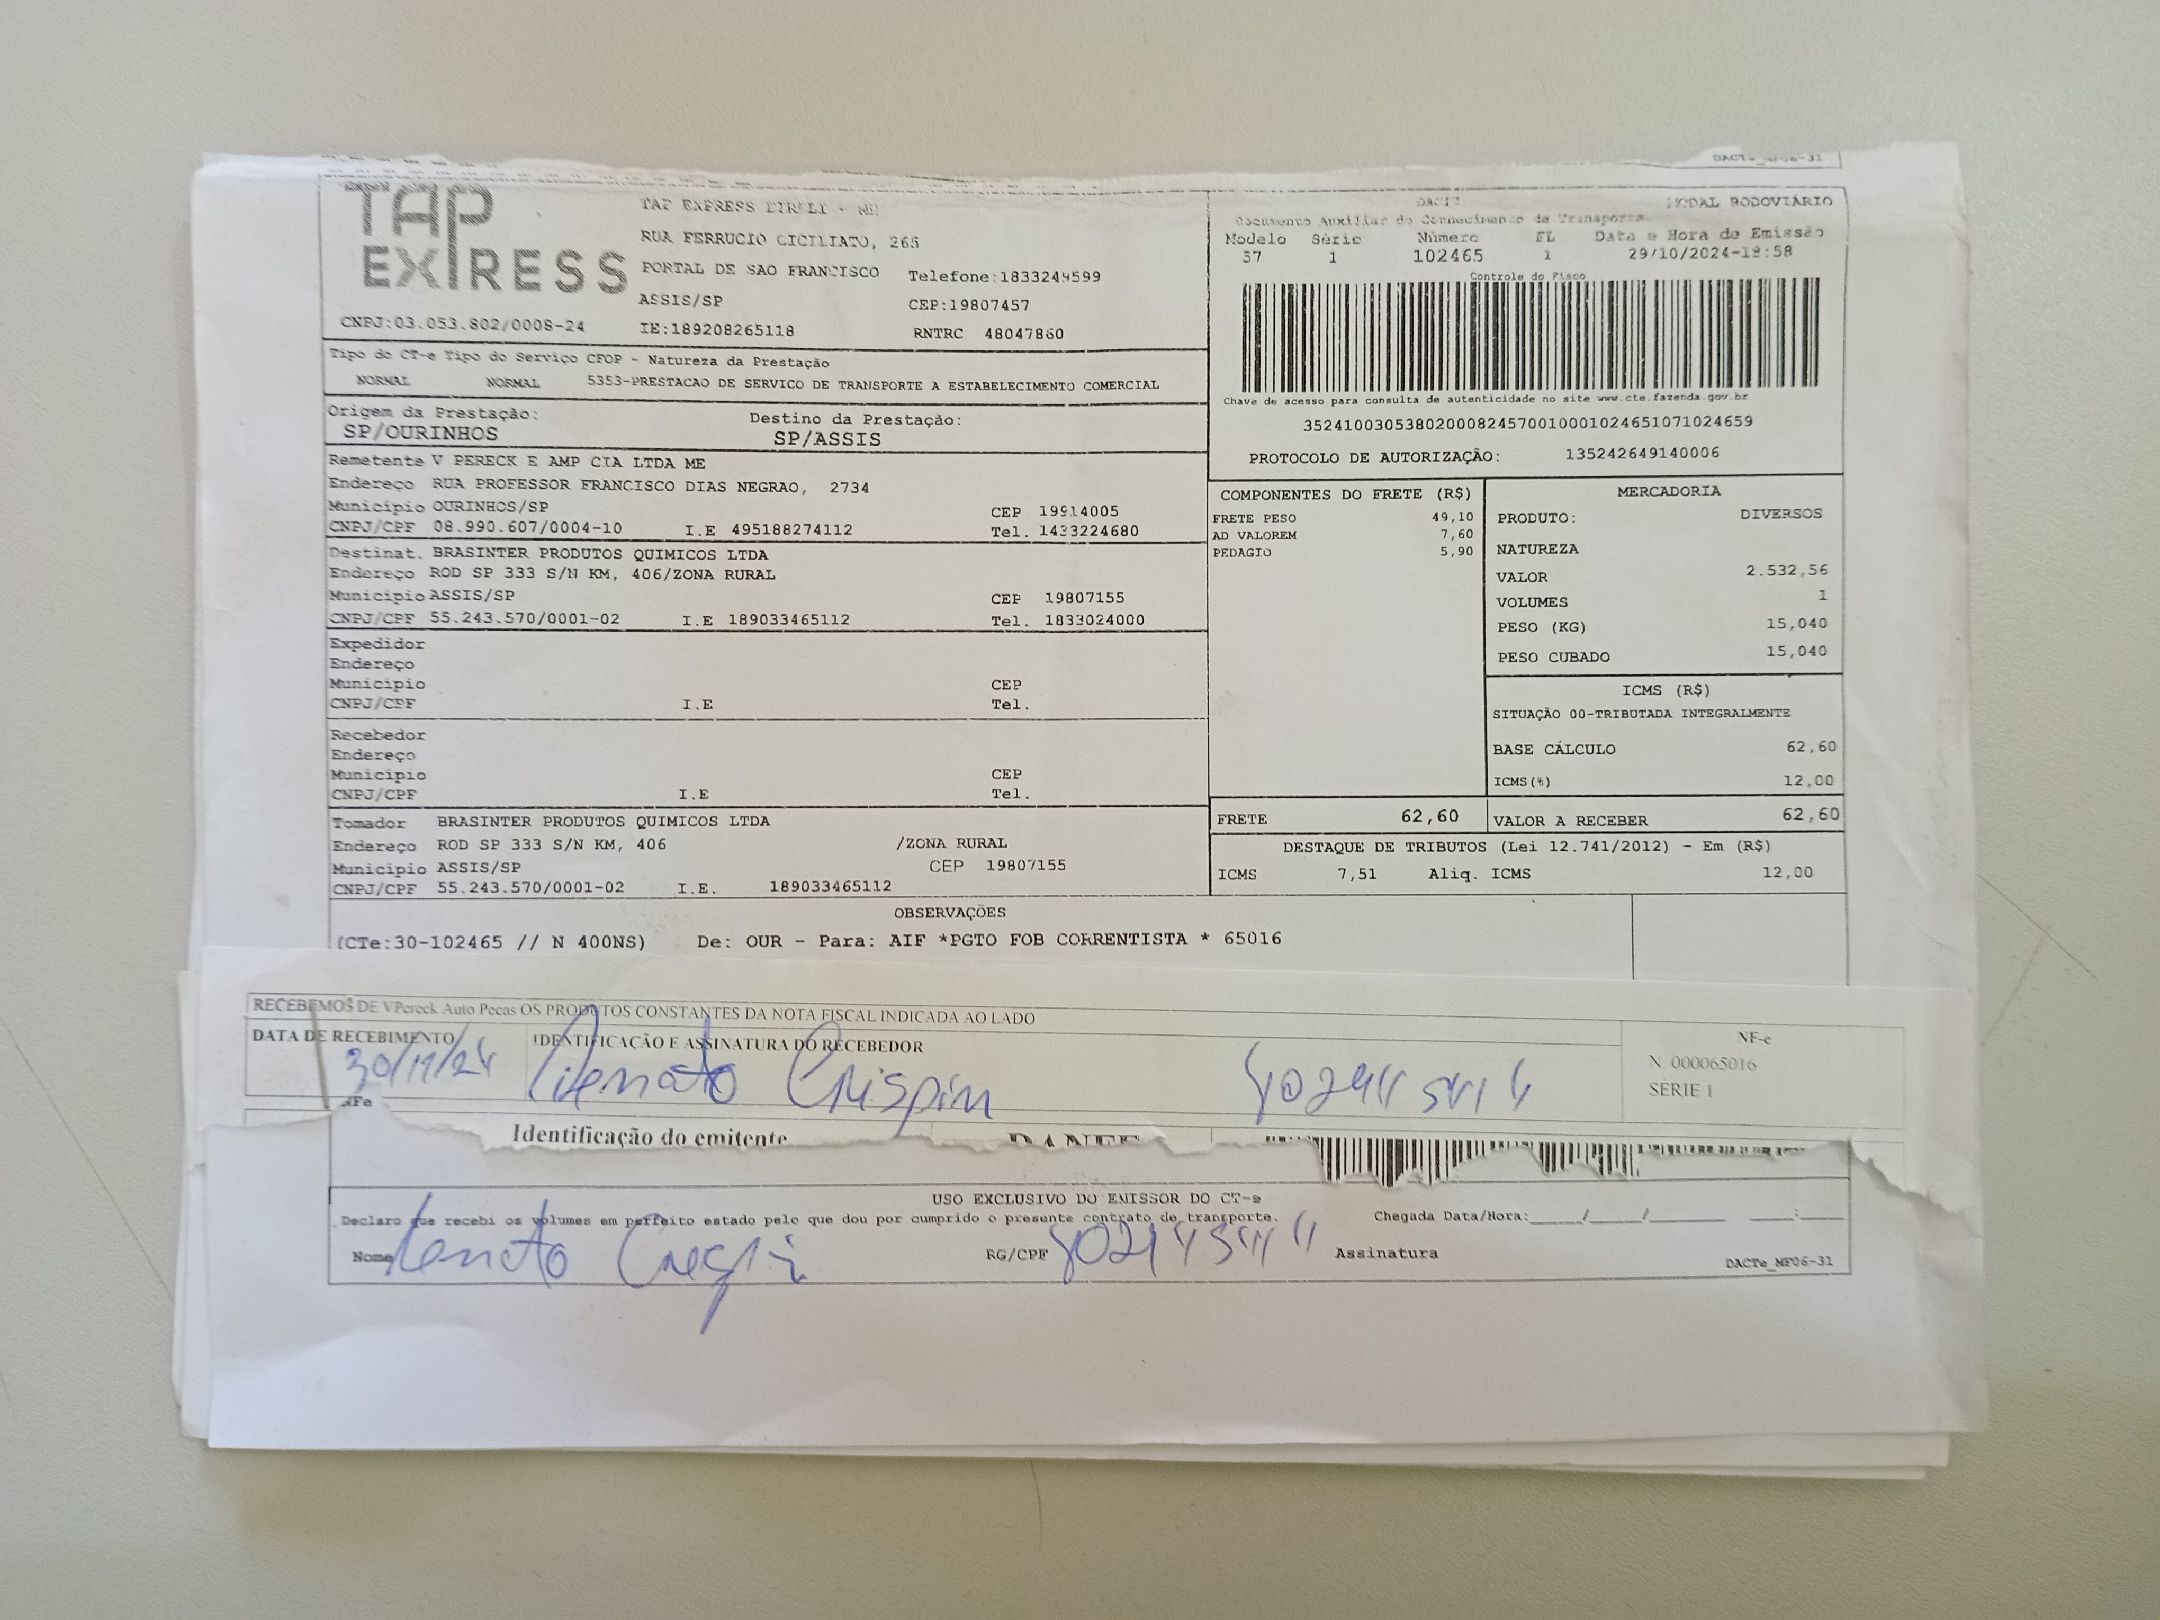 DACTe_MF06-31
TAP EXPRESS
TAP EXPRESS EIRELI - ME
RUA FERRUCIO CICILIATO, 265
PORTAL DE SAO FRANCISCO Telefone:1833249599
ASSIS/SP CEP:19807457
CNPJ:03.053.802/0008-24 IE:189208265118 RNTRC 48047860
DACTE MODAL RODOVIÁRIO
Documento Auxiliar do Conhecimento de Transporte
Modelo Série Número FL Data e Hora de Emissão
57 1 102465 1 29/10/2024-18:58
Controle do Fisco
Chave de acesso para consulta de autenticidade no site www.cte.fazenda.gov.br
35241003053802000824570010001024651071024659
PROTOCOLO DE AUTORIZAÇÃO: 135242649140006
Tipo do CT-e Tipo do Serviço CFOP - Natureza da Prestação
NORMAL NORMAL 5353-PRESTACAO DE SERVICO DE TRANSPORTE A ESTABELECIMENTO COMERCIAL
Origem da Prestação: Destino da Prestação:
SP/OURINHOS SP/ASSIS
Remetente V PERECK E AMP CIA LTDA ME
Endereço RUA PROFESSOR FRANCISCO DIAS NEGRAO, 2734
Município OURINHOS/SP CEP 19914005
CNPJ/CPF 08.990.607/0004-10 I.E 495188274112 Tel. 1433224680
Destinat. BRASINTER PRODUTOS QUIMICOS LTDA
Endereço ROD SP 333 S/N KM, 406/ZONA RURAL
Município ASSIS/SP CEP 19807155
CNPJ/CPF 55.243.570/0001-02 I.E 189033465112 Tel. 1833024000
Expedidor
Endereço
Município CEP
CNPJ/CPF I.E Tel.
Recebedor
Endereço
Município CEP
CNPJ/CPF I.E Tel.
Tomador BRASINTER PRODUTOS QUIMICOS LTDA
Endereço ROD SP 333 S/N KM, 406 /ZONA RURAL
Município ASSIS/SP CEP 19807155
CNPJ/CPF 55.243.570/0001-02 I.E. 189033465112
COMPONENTES DO FRETE (R$)
FRETE PESO 49,10
AD VALOREM 7,60
PEDAGIO 5,90
MERCADORIA
PRODUTO: DIVERSOS
NATUREZA
VALOR 2.532,56
VOLUMES 1
PESO (KG) 15,040
PESO CUBADO 15,040
ICMS (R$)
SITUAÇÃO 00-TRIBUTADA INTEGRALMENTE
BASE CÁLCULO 62,60
ICMS(%) 12,00
FRETE 62,60 VALOR A RECEBER 62,60
DESTAQUE DE TRIBUTOS (Lei 12.741/2012) - Em (R$)
ICMS 7,51 Aliq. ICMS 12,00
OBSERVAÇÕES
(CTe:30-102465 // N 400NS) De: OUR - Para: AIF *PGTO FOB CORRENTISTA * 65016
RECEBEMOS DE VPereck Auto Pecas OS PRODUTOS CONSTANTES DA NOTA FISCAL INDICADA AO LADO
DATA DE RECEBIMENTO IDENTIFICAÇÃO E ASSINATURA DO RECEBEDOR
30/11/24 Renato Crispin
NF-e
N. 000065016
SÉRIE 1
NFe
Identificação do emitente DANFE
USO EXCLUSIVO DO EMISSOR DO CT-e
Declaro que recebi os volumes em perfeito estado pelo que dou por cumprido o presente contrato de transporte. Chegada Data/Hora:_____/_____/_______ _____:_____
Nome Renato Crespi RG/CPF Assinatura
DACTe_MF06-31